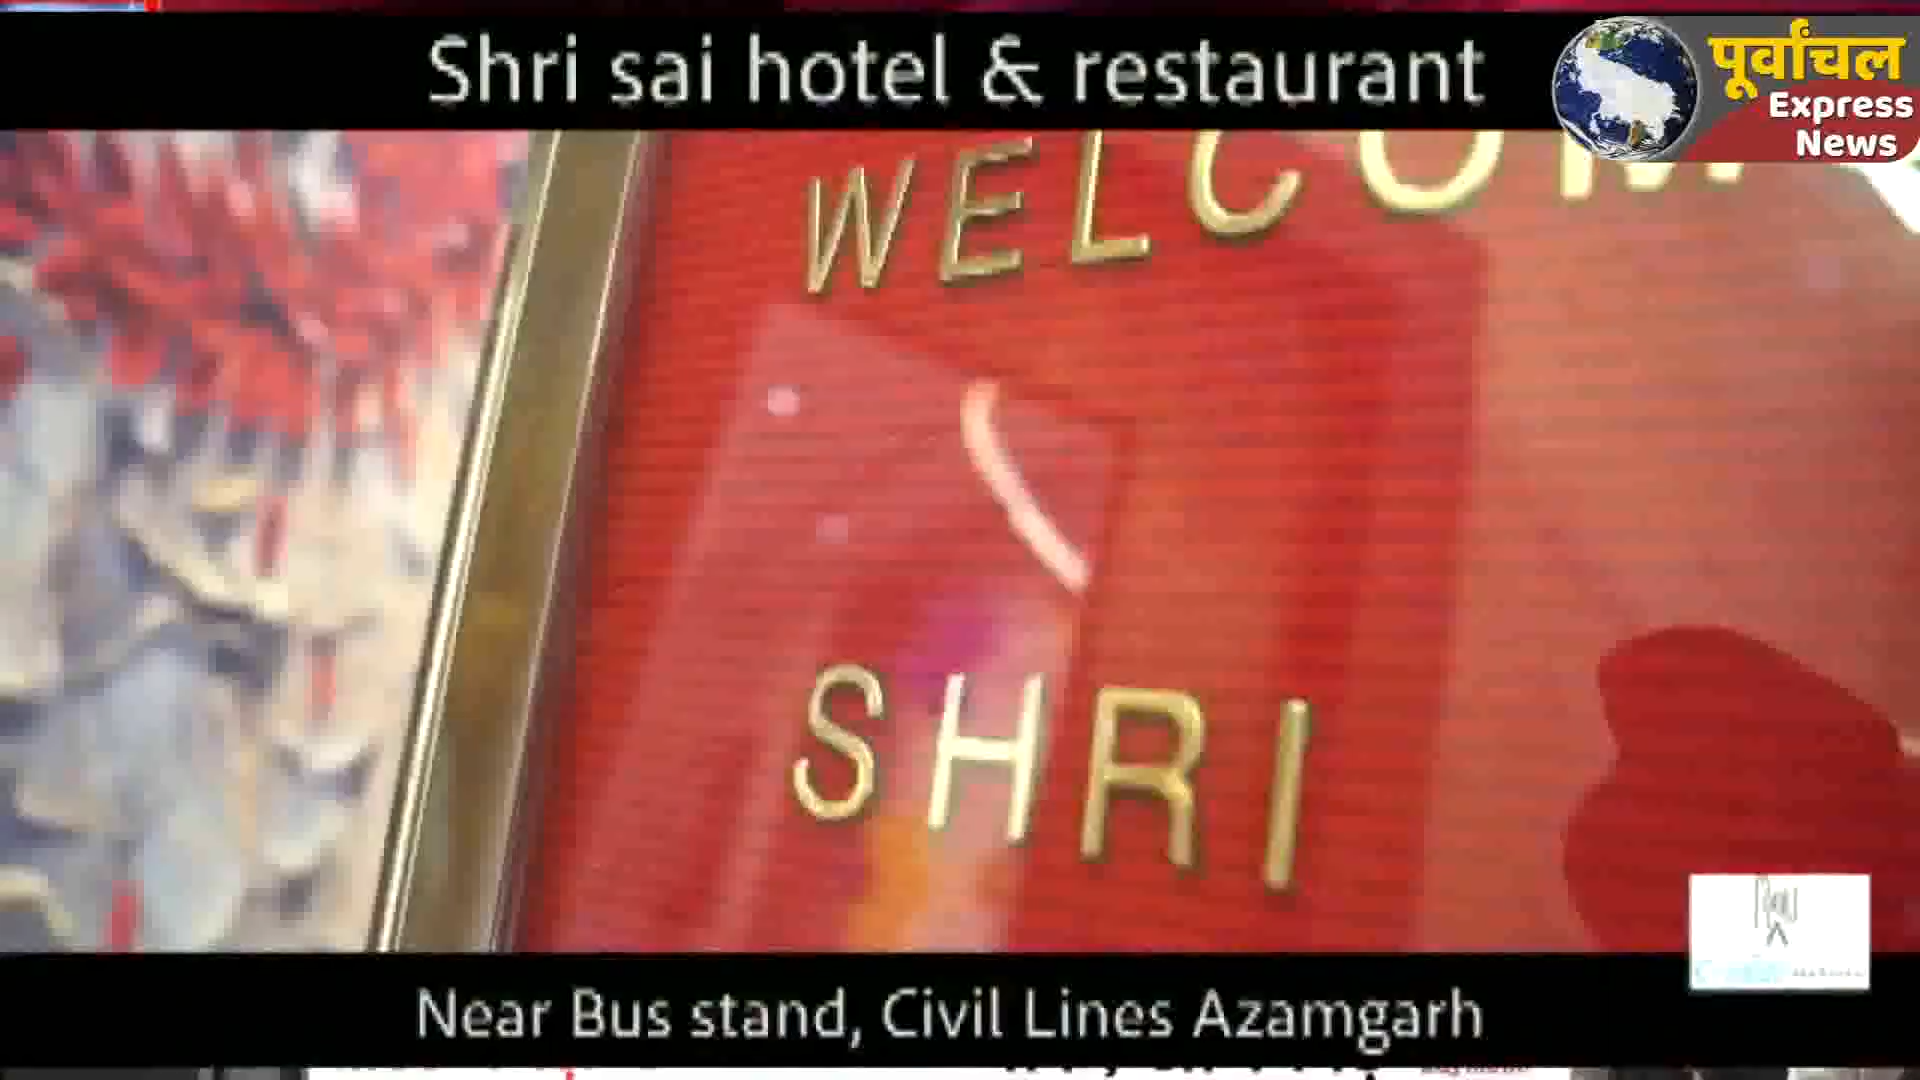 Shri sai hotel & restaurant
पूर्वांचल
Express
News
WELCOM
SHRI
Near Bus stand, Civil Lines Azamgarh